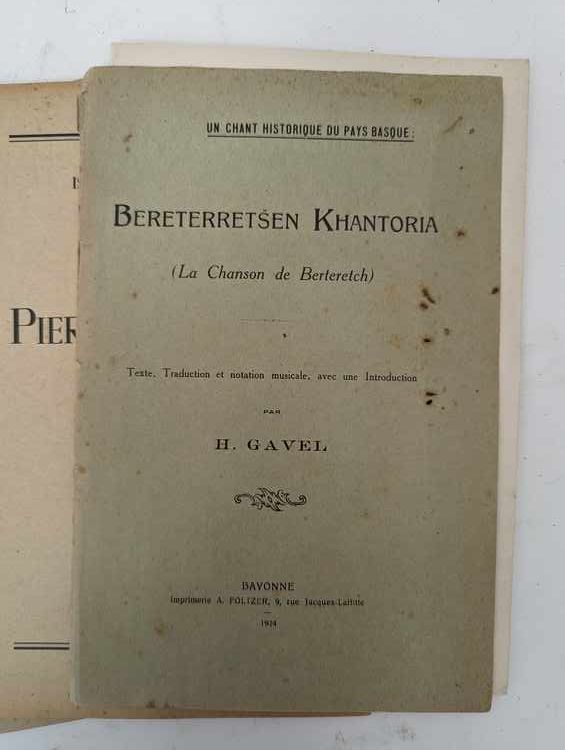 UN CHANT HISTORIQUE DU PAYS BASQUE :
BERETERRETŠEN KHANTORIA
(La Chanson de Berteretch)
Texte, Traduction et notation musicale, avec une Introduction
PAR
H. GAVEL
BAYONNE
Imprimerie A. FOLTZER, 9, rue Jacques-Laffitte
1924
PIER